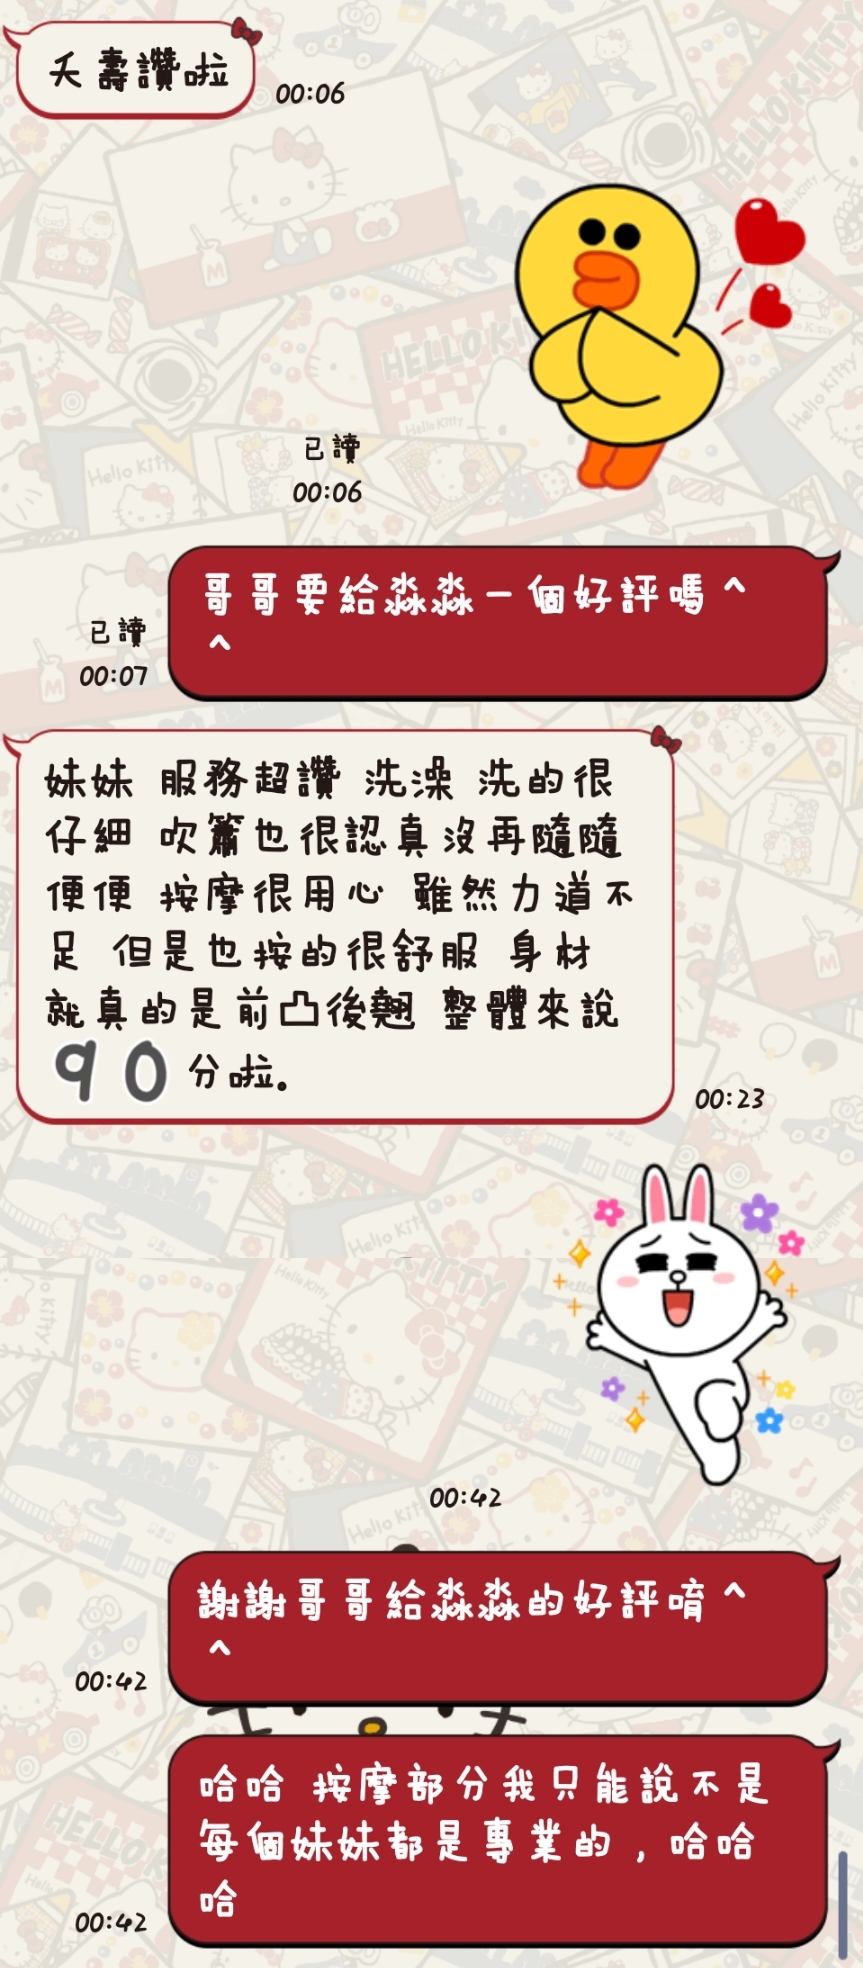 夭壽讚啦
00:06
已讀
00:06
哥哥要給淼淼一個好評嗎^
^
已讀
00:07
妹妹 服務超讚 洗澡 洗的很
仔細 吹簫也很認真沒再隨隨
便便 按摩很用心 雖然力道不
足 但是也按的很舒服 身材
就真的是前凸後翹 整體來說
90分啦。
00:23
00:42
謝謝哥哥給淼淼的好評唷^
^
00:42
哈哈 按摩部分我只能說不是
每個妹妹都是專業的，哈哈
哈
00:42